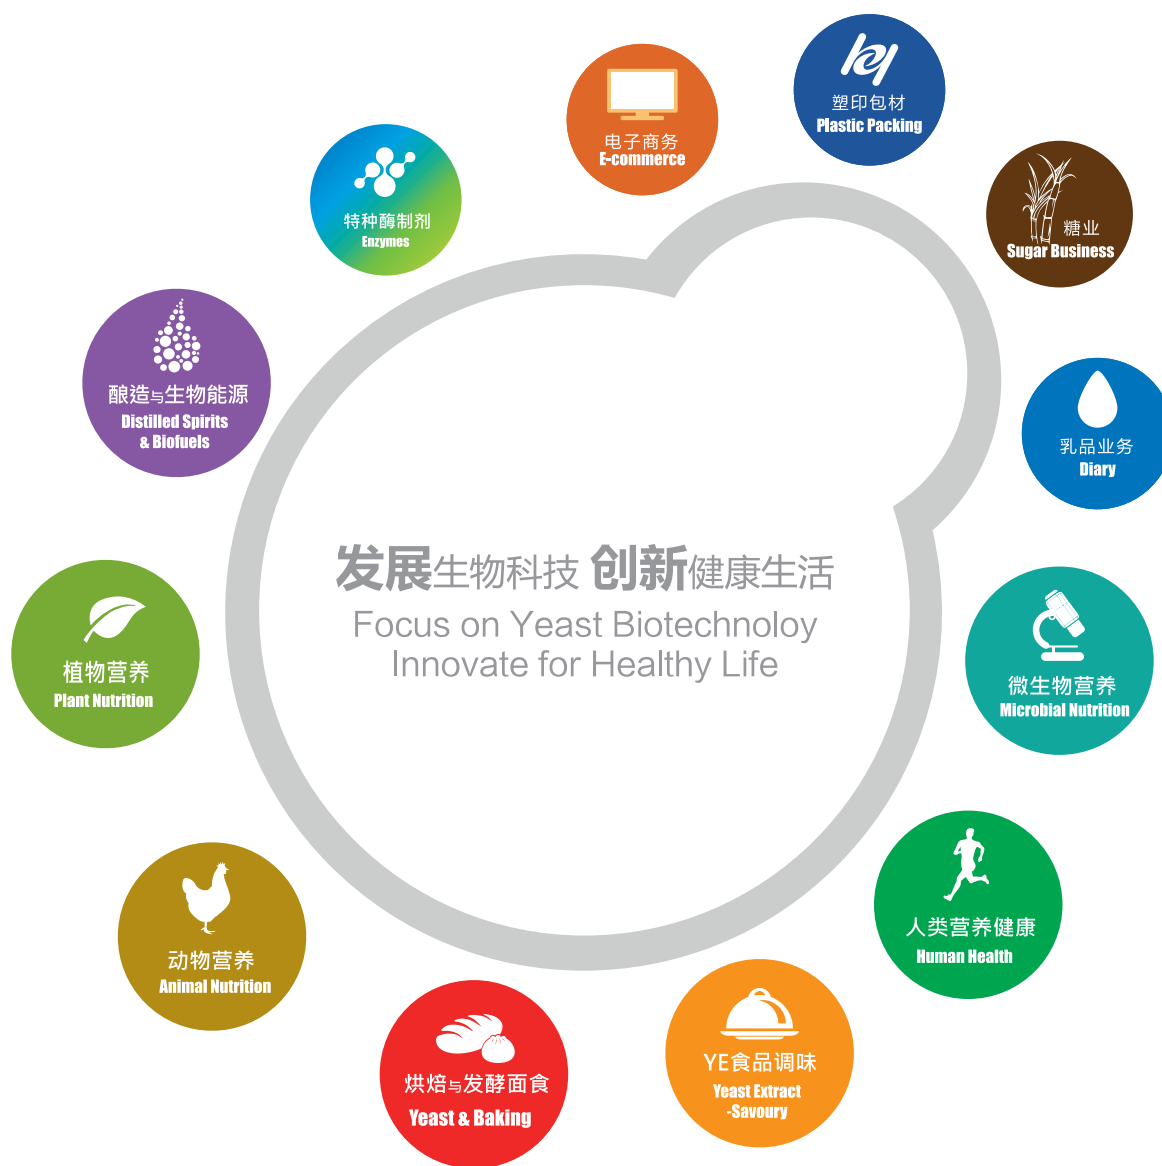 塑印包材
Plastic Packing
电子商务
E-commerce
糖业
Sugar Business
特种酶制剂
Enzymes
酿造与生物能源
Distilled Spirits
& Biofuels
乳品业务
Diary
发展生物科技 创新健康生活
Focus on Yeast Biotechnoloy
Innovate for Healthy Life
植物营养
Plant Nutrition
微生物营养
Microbial Nutrition
人类营养健康
Human Health
动物营养
Animal Nutrition
YE食品调味
Yeast Extract
-Savoury
烘焙与发酵面食
Yeast & Baking